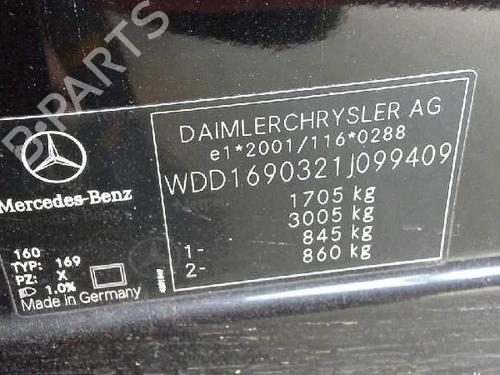 B-PARTS
DAIMLERCHRYSLER AG
e1*2001/116*0288
WDD1690321J099409
1705 kg
3005 kg
1- 845 kg
2- 860 kg
Mercedes-Benz
160
TYP: 169
PZ: X
1.0%
Made in Germany